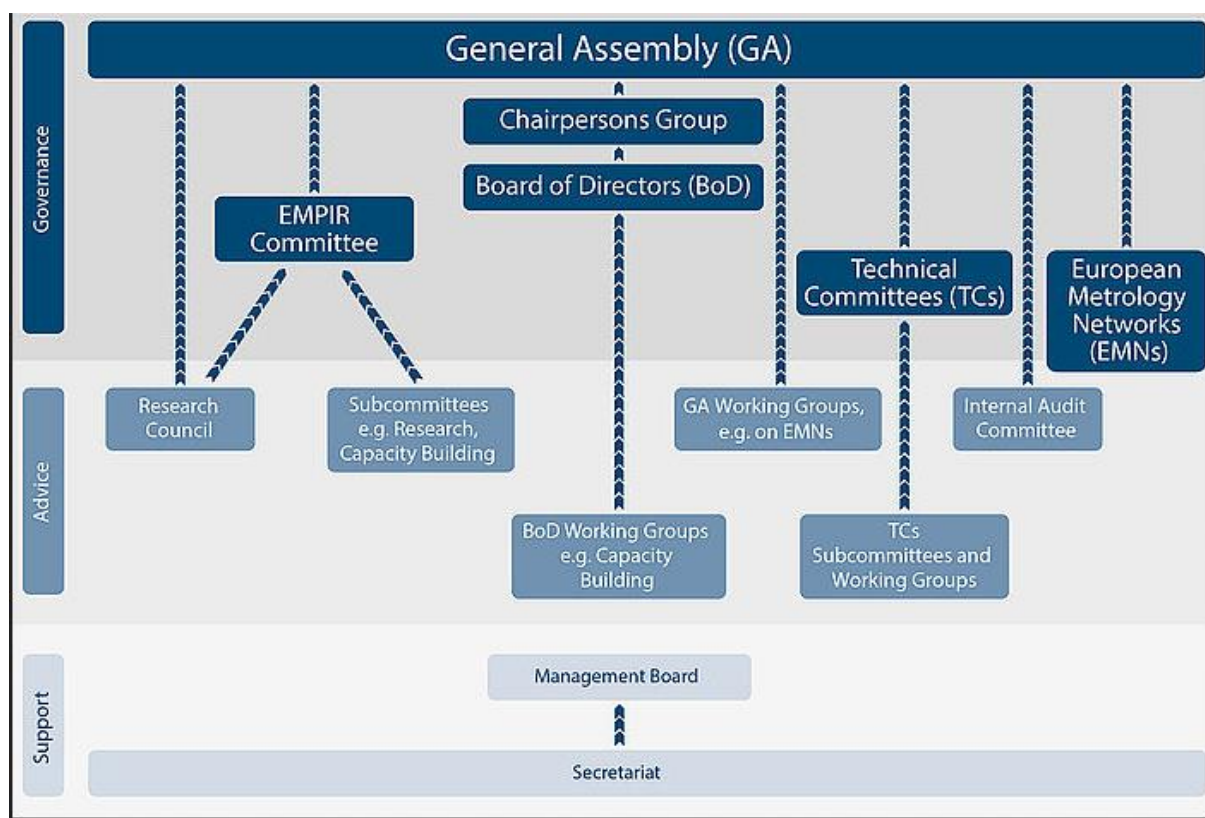 General Assembly (GA)
Governance
Chairpersons Group
Board of Directors (BoD)
EMPIR
Committee
Technical
Committees (TCs)
European
Metrology
Networks
(EMNs)
Advice
Research
Council
Subcommittees
e.g. Research,
Capacity Building
GA Working Groups,
e.g. on EMNs
Internal Audit
Committee
BoD Working Groups
e.g. Capacity
Building
TCs
Subcommittees and
Working Groups
Support
Management Board
Secretariat